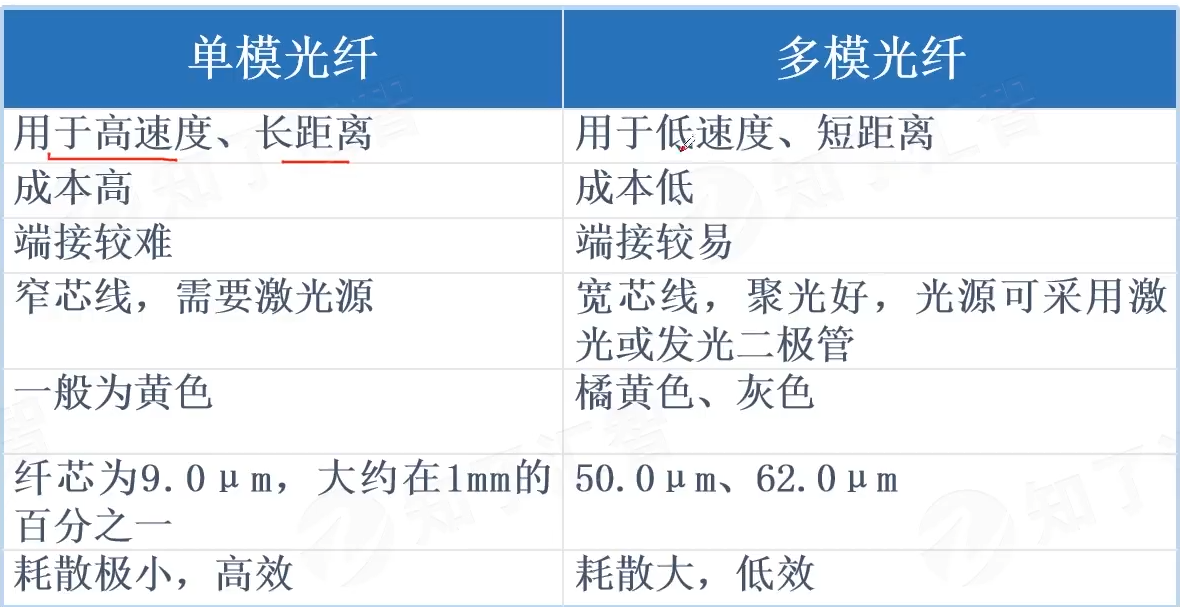 单模光纤 多模光纤
用于高速度、长距离 用于低速度、短距离
成本高 成本低
端接较难 端接较易
窄芯线，需要激光源 宽芯线，聚光好，光源可采用激
光或发光二极管
一般为黄色 橘黄色、灰色
纤芯为9.0μm，大约在1mm的 50.0μm、62.0μm
百分之一
耗散极小，高效 耗散大，低效
知了汇智